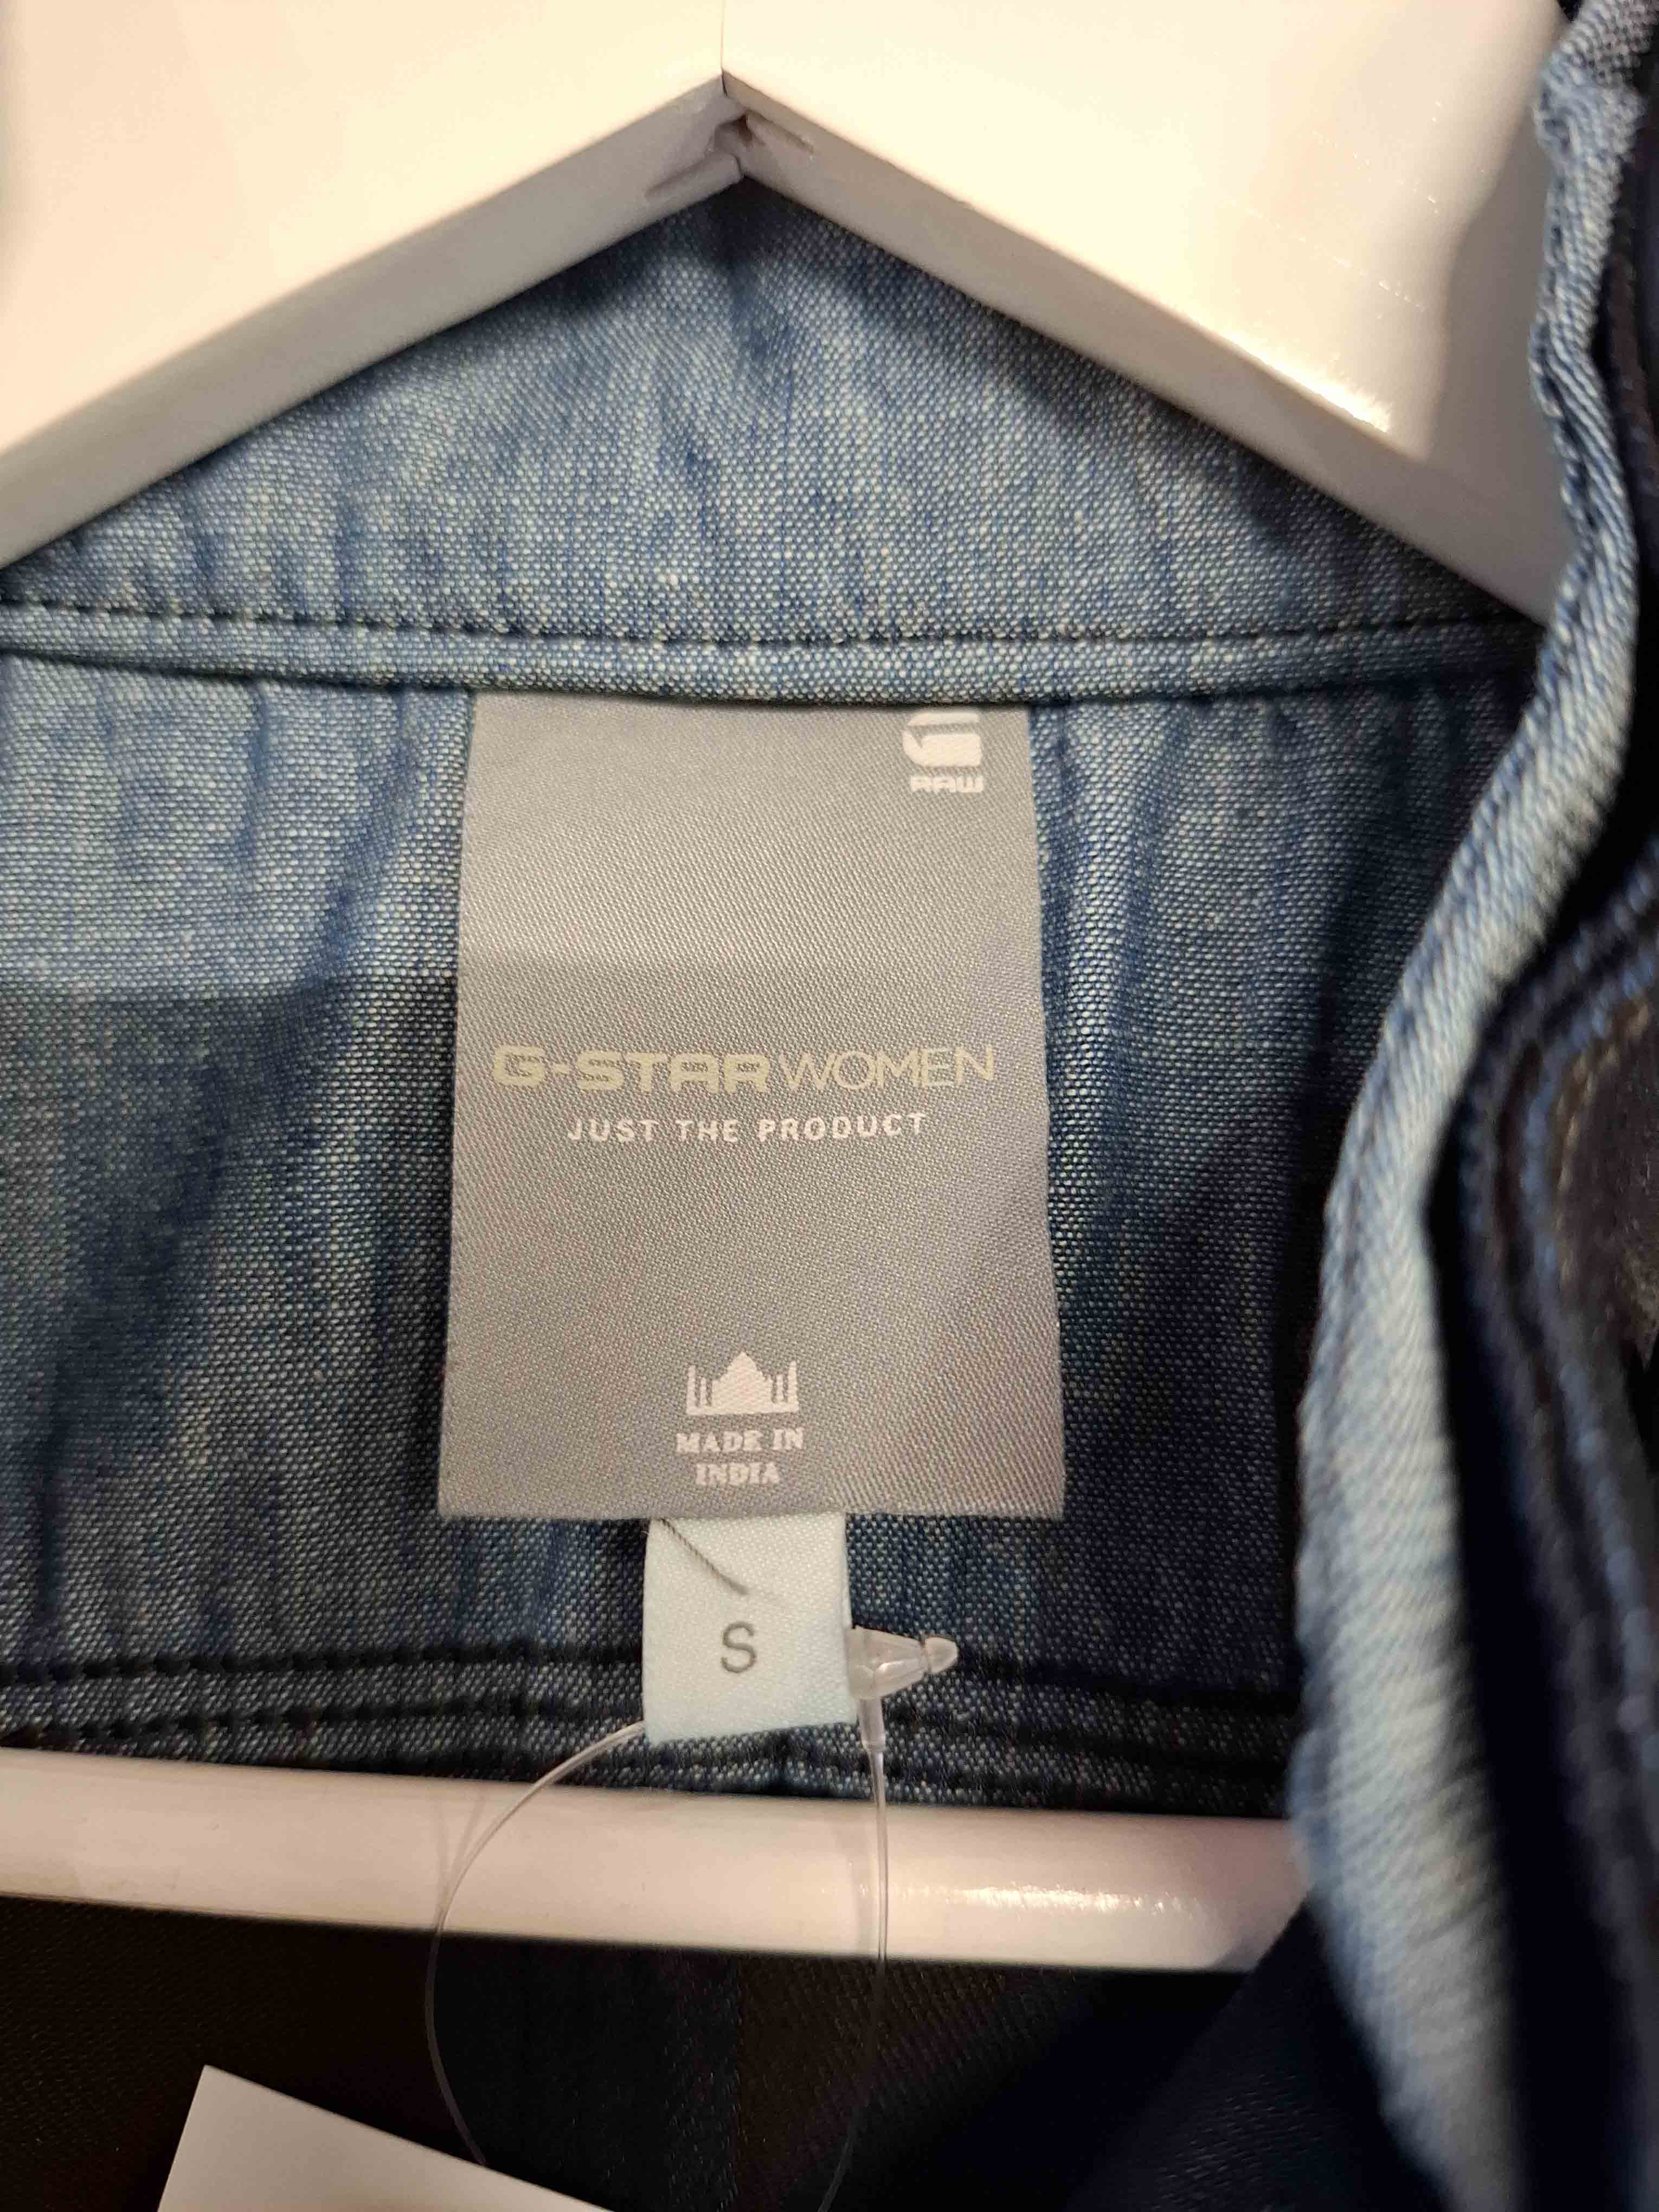 RAW
G-STAR WOMEN
JUST THE PRODUCT
MADE IN
INDIA
S